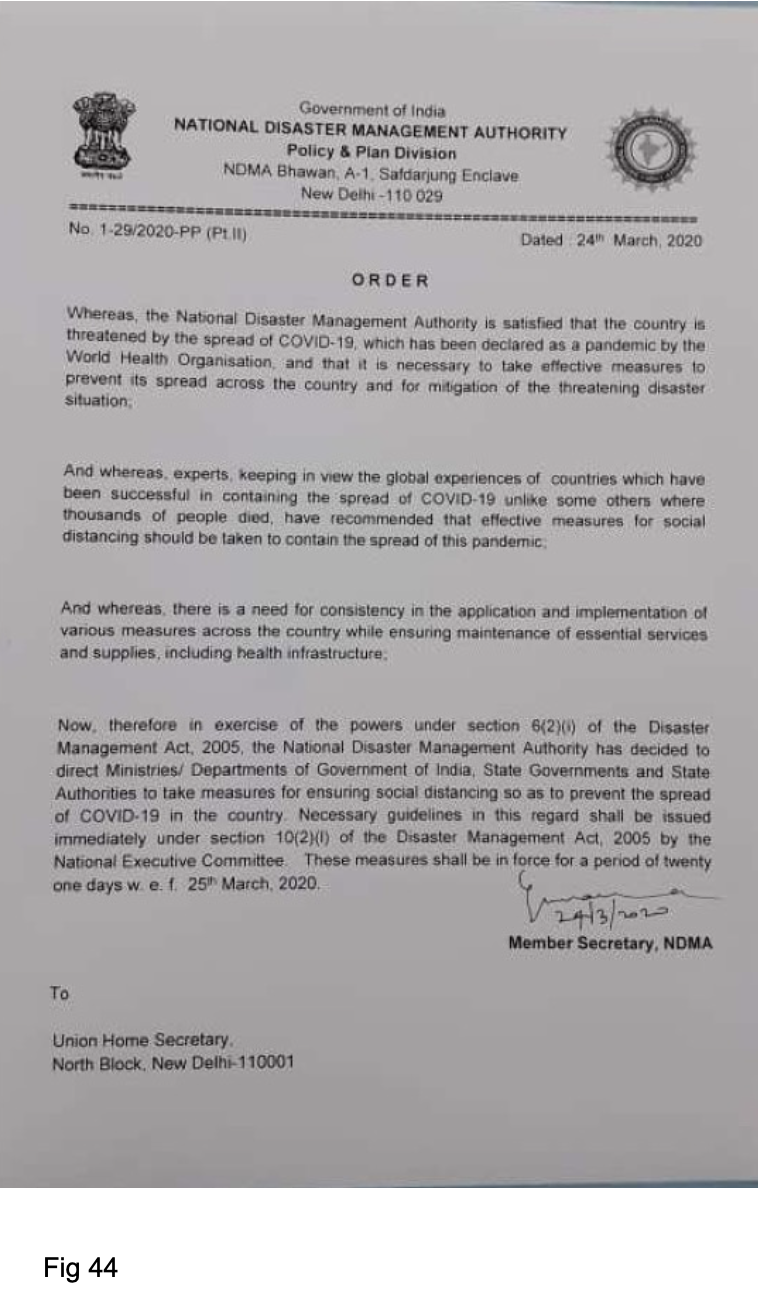 Government of India
NATIONAL DISASTER MANAGEMENT AUTHORITY
Policy & Plan Division
NDMA Bhawan, A-1, Safdarjung Enclave
New Delhi -110 029
No. 1-29/2020-PP (Pt.II)
Dated : 24th March, 2020
ORDER
Whereas, the National Disaster Management Authority is satisfied that the country is
threatened by the spread of COVID-19, which has been declared as a pandemic by the
World Health Organisation, and that it is necessary to take effective measures to
prevent its spread across the country and for mitigation of the threatening disaster
situation;
And whereas, experts, keeping in view the global experiences of countries which have
been successful in containing the spread of COVID-19 unlike some others where
thousands of people died, have recommended that effective measures for social
distancing should be taken to contain the spread of this pandemic;
And whereas, there is a need for consistency in the application and implementation of
various measures across the country while ensuring maintenance of essential services
and supplies, including health infrastructure;
Now, therefore in exercise of the powers under section 6(2)(i) of the Disaster
Management Act, 2005, the National Disaster Management Authority has decided to
direct Ministries/ Departments of Government of India, State Governments and State
Authorities to take measures for ensuring social distancing so as to prevent the spread
of COVID-19 in the country. Necessary guidelines in this regard shall be issued
immediately under section 10(2)(l) of the Disaster Management Act, 2005 by the
National Executive Committee. These measures shall be in force for a period of twenty
one days w. e. f. 25th March, 2020.
24/3/2020
Member Secretary, NDMA
To
Union Home Secretary,
North Block, New Delhi-110001
Fig 44